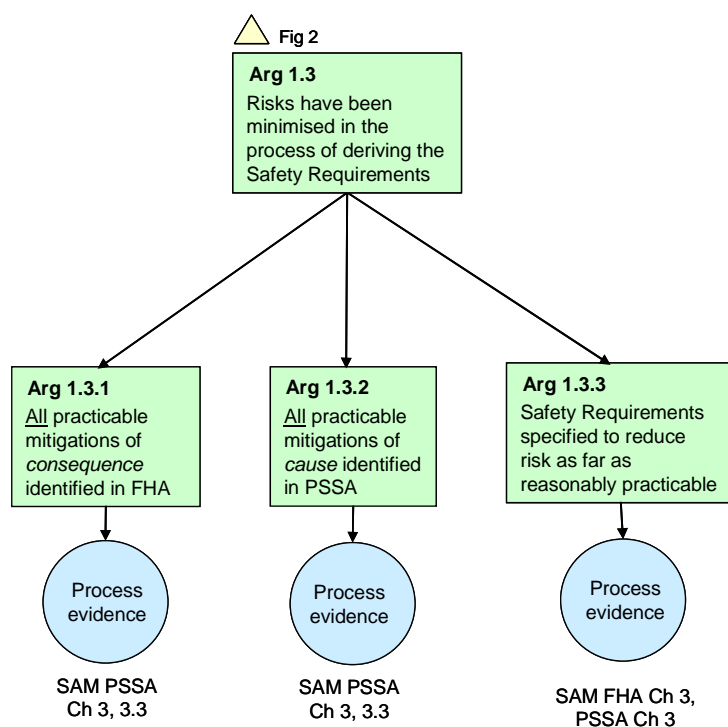 Fig 2
Arg 1.3
Risks have been
minimised in the
process of deriving the
Safety Requirements
Arg 1.3.1
All practicable
mitigations of
consequence
identified in FHA
Arg 1.3.2
All practicable
mitigations of
cause identified
in PSSA
Arg 1.3.3
Safety Requirements
specified to reduce
risk as far as
reasonably practicable
Process
evidence
Process
evidence
Process
evidence
SAM PSSA
Ch 3, 3.3
SAM PSSA
Ch 3, 3.3
SAM FHA Ch 3,
PSSA Ch 3